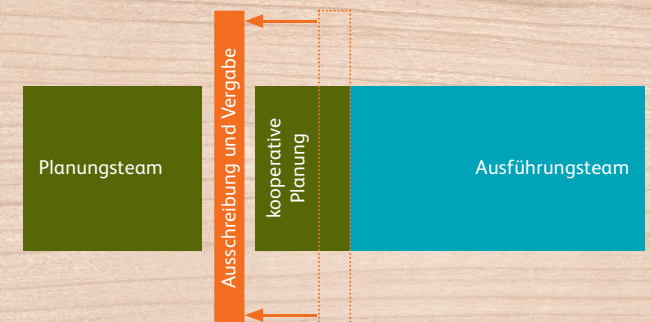 Planungsteam
Ausschreibung und Vergabe
kooperative
Planung
Ausführungsteam